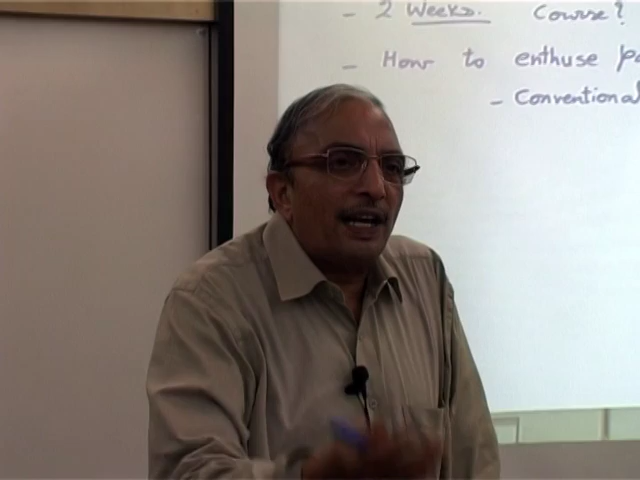 - 2 Weeks. Course?
- How to enthuse
- Conventional